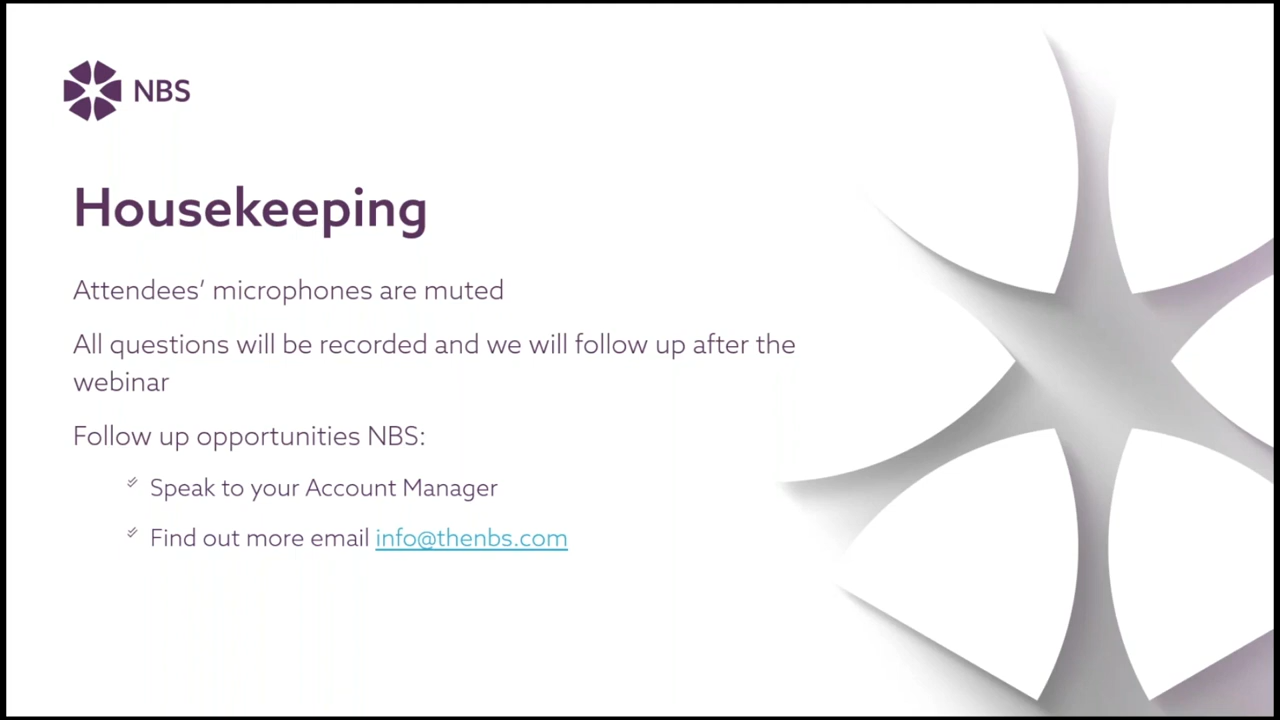 NBS
Housekeeping
Attendees’ microphones are muted
All questions will be recorded and we will follow up after the
webinar
Follow up opportunities NBS:
Speak to your Account Manager
Find out more email info@thenbs.com